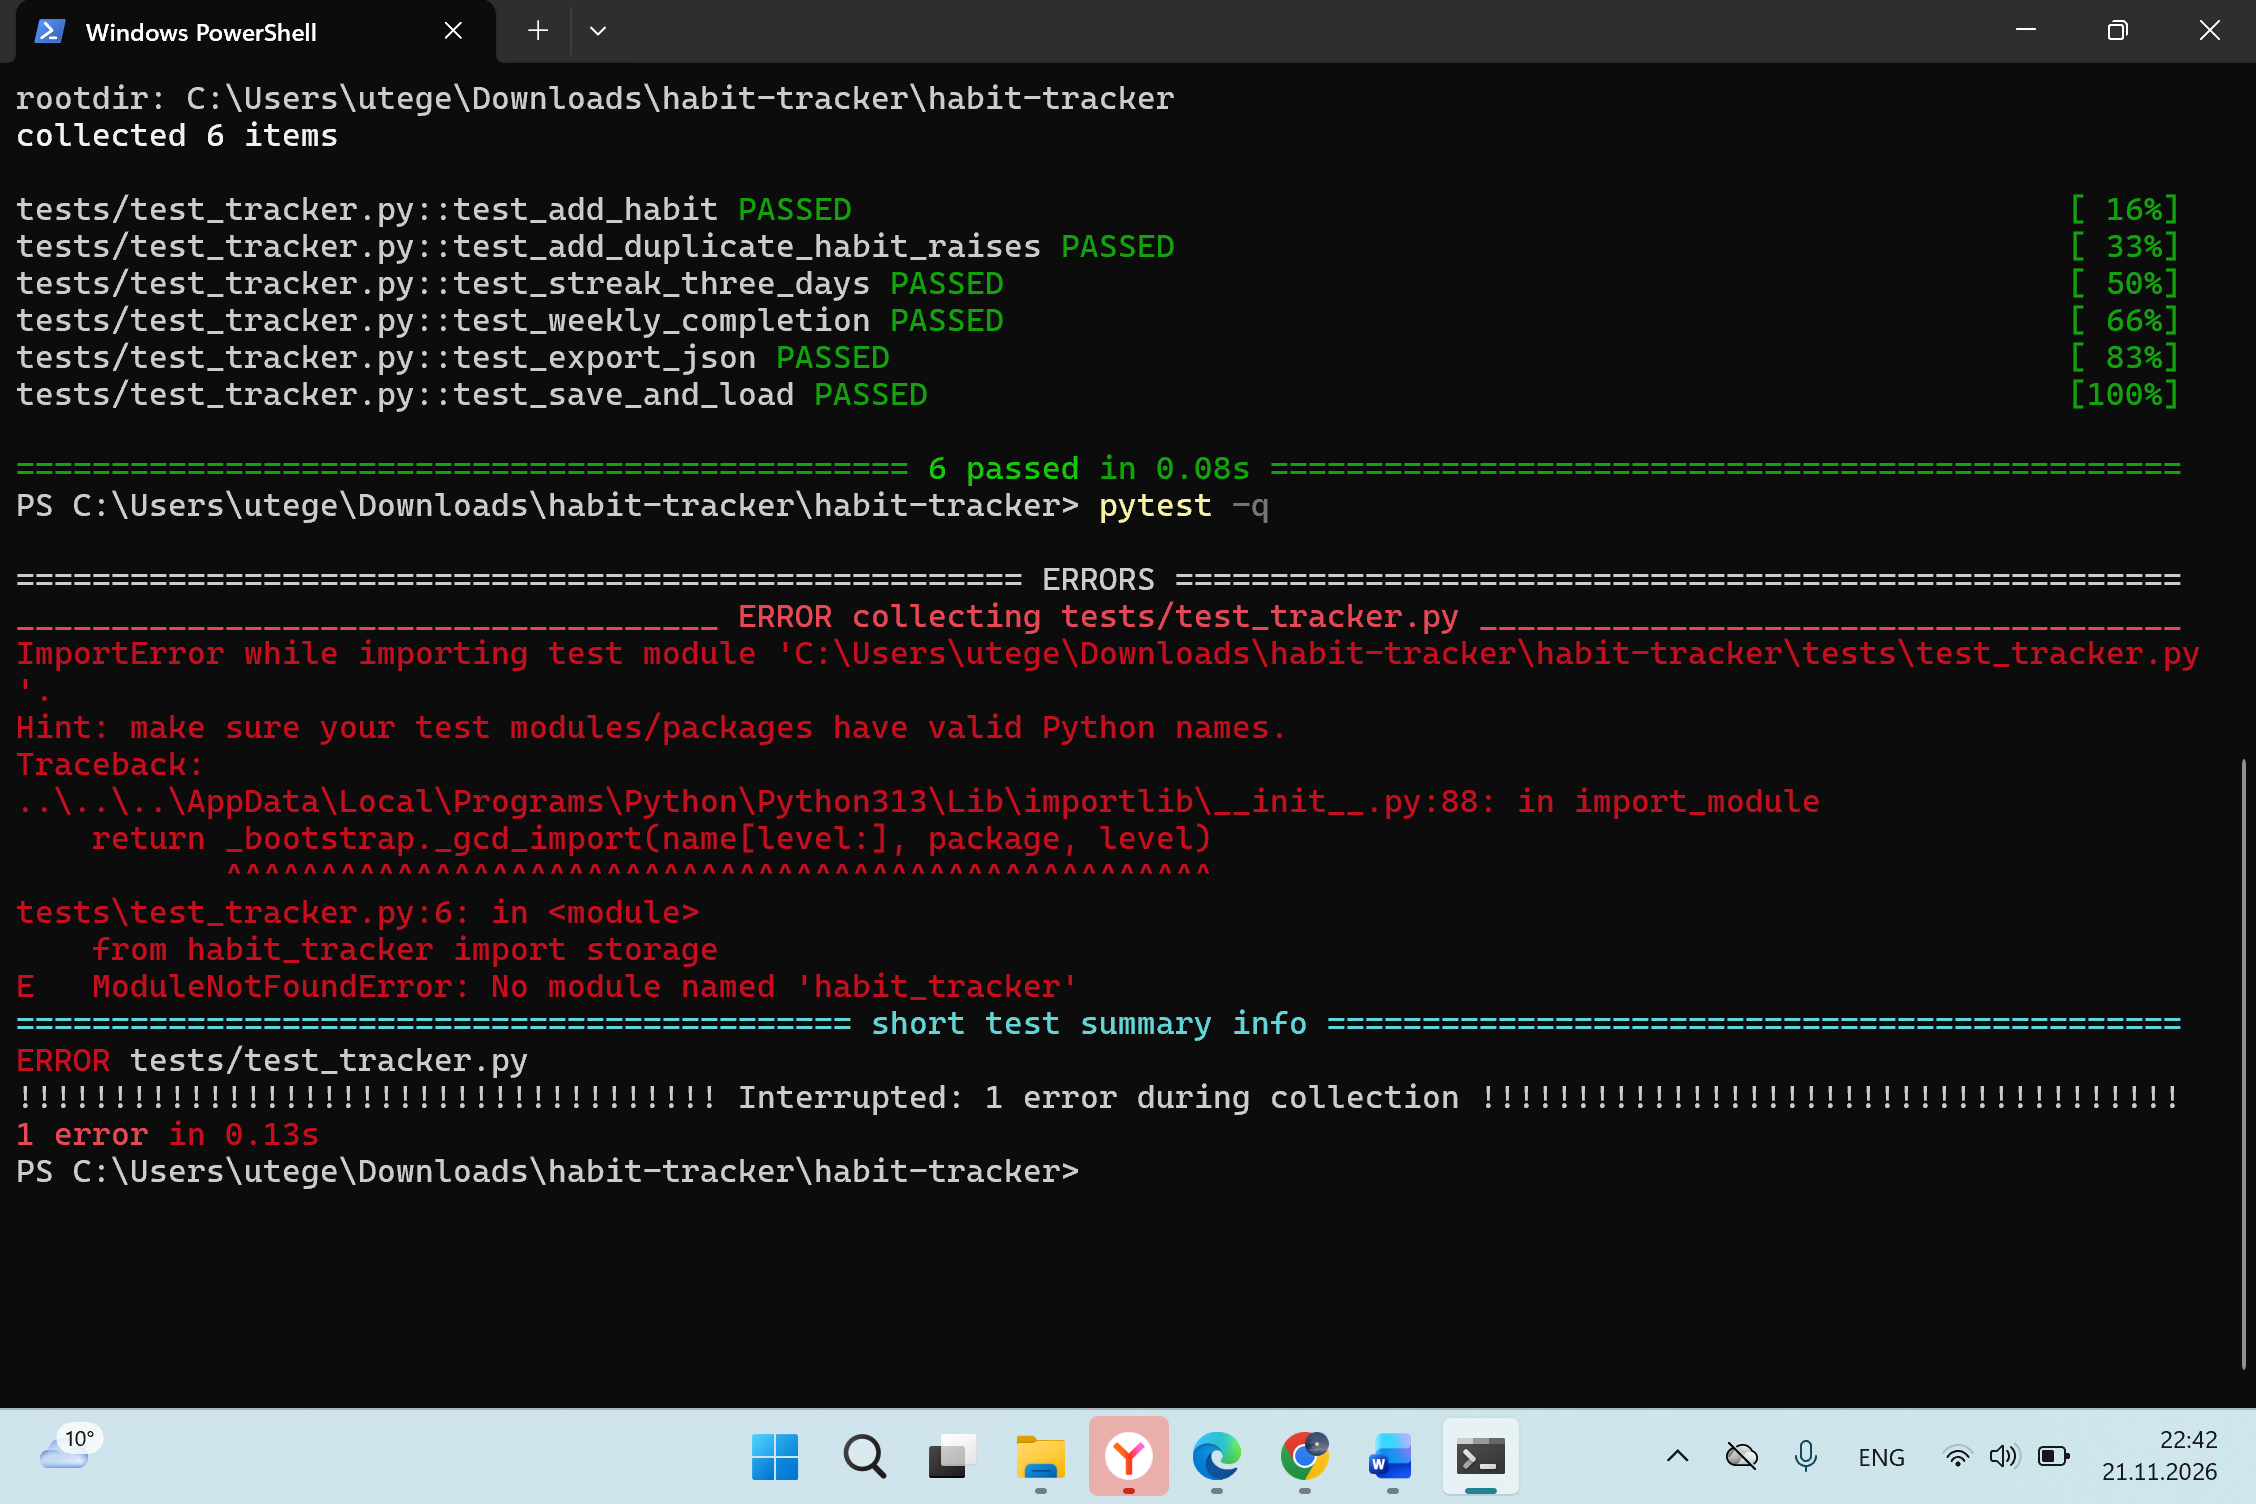 Windows PowerShell
rootdir: C:\Users\utege\Downloads\habit-tracker\habit-tracker
collected 6 items
tests/test_tracker.py::test_add_habit PASSED [ 16%]
tests/test_tracker.py::test_add_duplicate_habit_raises PASSED [ 33%]
tests/test_tracker.py::test_streak_three_days PASSED [ 50%]
tests/test_tracker.py::test_weekly_completion PASSED [ 66%]
tests/test_tracker.py::test_export_json PASSED [ 83%]
tests/test_tracker.py::test_save_and_load PASSED [100%]
================================================ 6 passed in 0.08s ================================================
PS C:\Users\utege\Downloads\habit-tracker\habit-tracker> pytest -q
===================================================== ERRORS =====================================================
_____________________________________ ERROR collecting tests/test_tracker.py _____________________________________
ImportError while importing test module 'C:\Users\utege\Downloads\habit-tracker\habit-tracker\tests\test_tracker.py
'.
Hint: make sure your test modules/packages have valid Python names.
Traceback:
..\..\..\AppData\Local\Programs\Python\Python313\Lib\importlib\__init__.py:88: in import_module
    return _bootstrap._gcd_import(name[level:], package, level)
           ^^^^^^^^^^^^^^^^^^^^^^^^^^^^^^^^^^^^^^^^^^^^^^^^^^^^
tests\test_tracker.py:6: in <module>
    from habit_tracker import storage
E   ModuleNotFoundError: No module named 'habit_tracker'
============================================ short test summary info =============================================
ERROR tests/test_tracker.py
!!!!!!!!!!!!!!!!!!!!!!!!!!!!!!!!!!!!! Interrupted: 1 error during collection !!!!!!!!!!!!!!!!!!!!!!!!!!!!!!!!!!!!!
1 error in 0.13s
PS C:\Users\utege\Downloads\habit-tracker\habit-tracker>
10°
W
ENG
22:42
21.11.2026